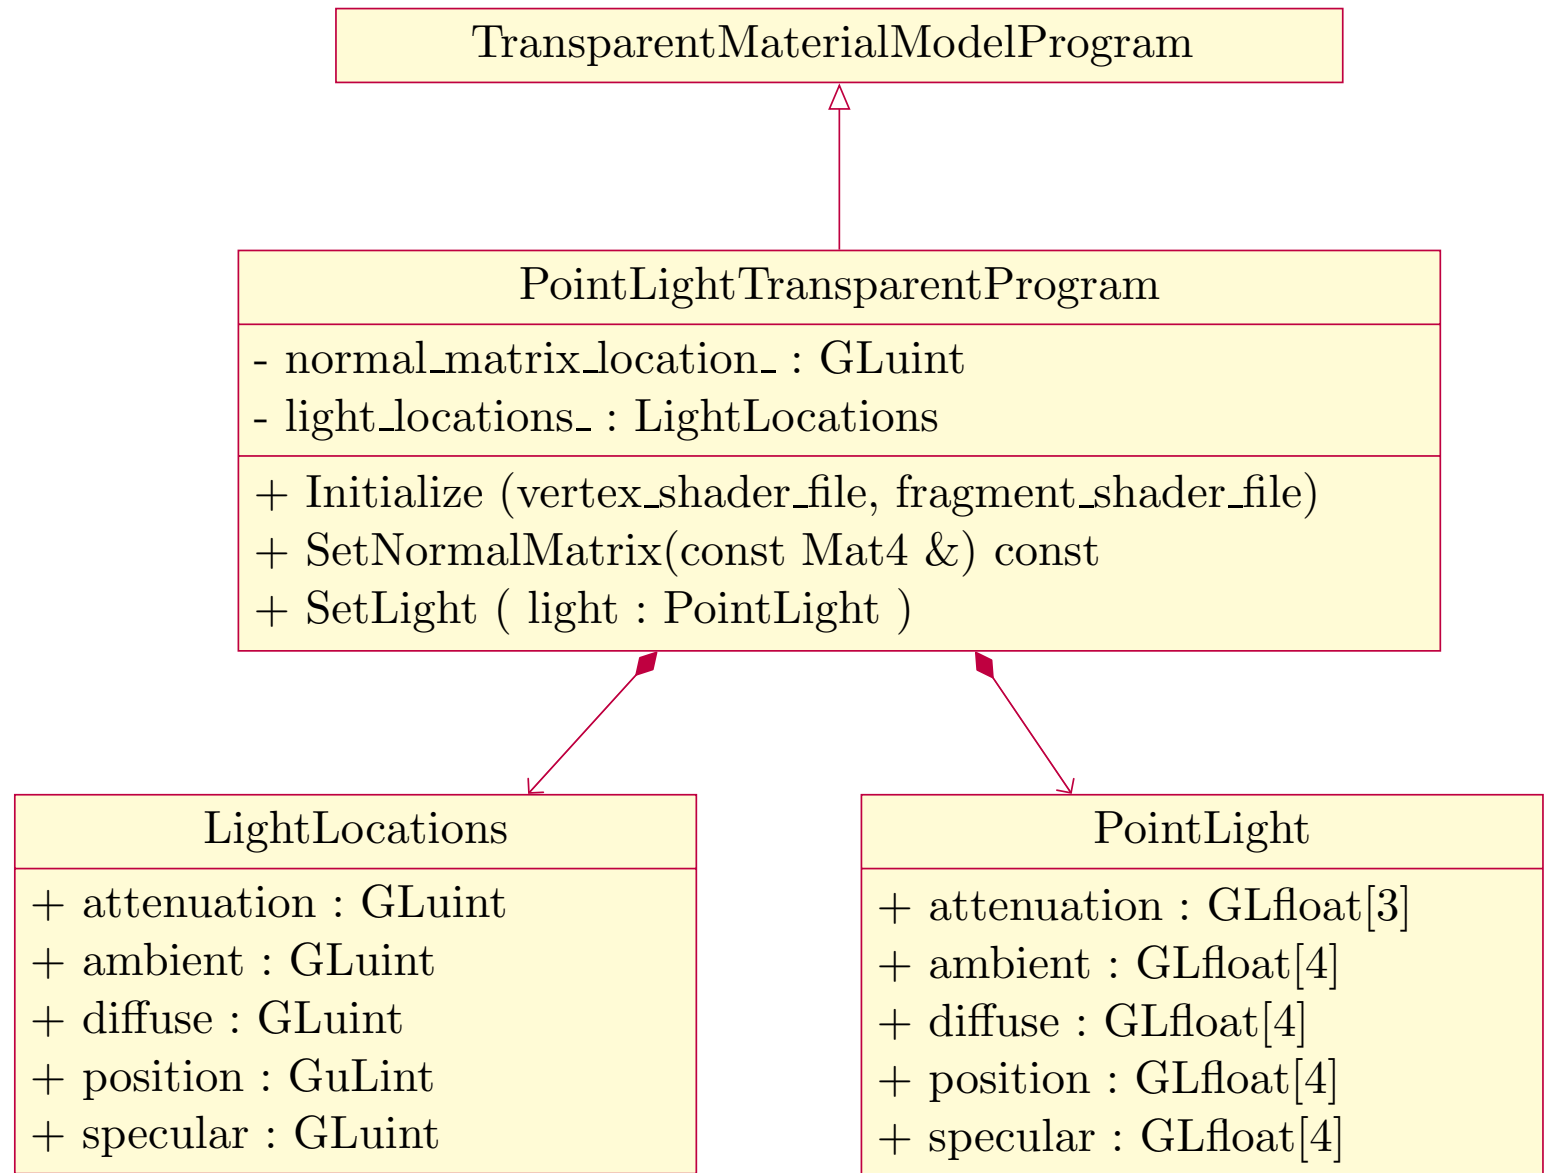 TransparentMaterialModelProgram
PointLightTransparentProgram
- normal_matrix_location_ : GLuint
- light_locations_ : LightLocations
+ Initialize (vertex_shader_file, fragment_shader_file)
+ SetNormalMatrix(const Mat4 &) const
+ SetLight ( light : PointLight )
LightLocations
+ attenuation : GLuint
+ ambient : GLuint
+ diffuse : GLuint
+ position : GuLint
+ specular : GLuint
PointLight
+ attenuation : GLfloat[3]
+ ambient : GLfloat[4]
+ diffuse : GLfloat[4]
+ position : GLfloat[4]
+ specular : GLfloat[4]